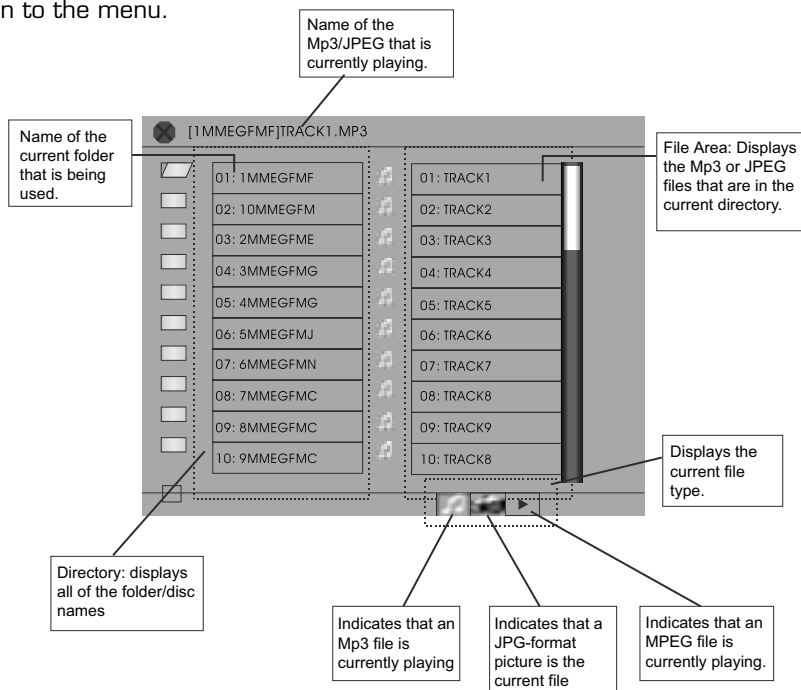 n to the menu.
Name of the
Mp3/JPEG that is
currently playing.
Name of the
current folder
that is being
used.
[1MMEGFMF]TRACK1.MP3
File Area: Displays
the Mp3 or JPEG
files that are in the
current directory.
01: 1MMEGFMF
02: 10MMEGFM
03: 2MMEGFME
04: 3MMEGFMG
05: 4MMEGFMG
06: 5MMEGFMJ
07: 6MMEGFMN
08: 7MMEGFMC
09: 8MMEGFMC
10: 9MMEGFMC
01: TRACK1
02: TRACK2
03: TRACK3
04: TRACK4
05: TRACK5
06: TRACK6
07: TRACK7
08: TRACK8
09: TRACK9
10: TRACK8
Displays the
current file
type.
Directory: displays
all of the folder/disc
names
Indicates that an
Mp3 file is
currently playing
Indicates that a
JPG-format
picture is the
current file
Indicates that an
MPEG file is
currently playing.